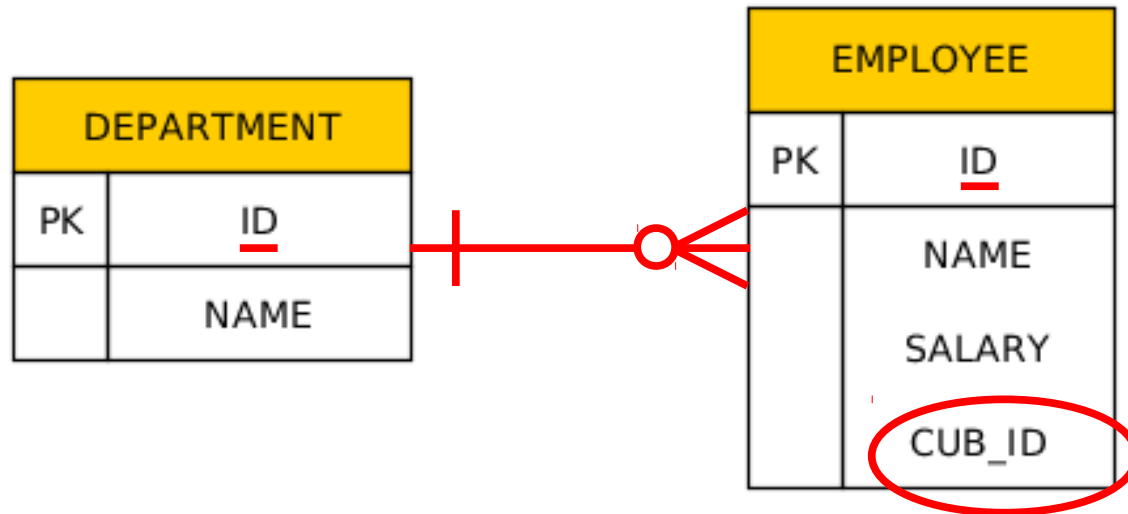 DEPARTMENT
PK ID
NAME
EMPLOYEE
PK ID
NAME
SALARY
CUB_ID